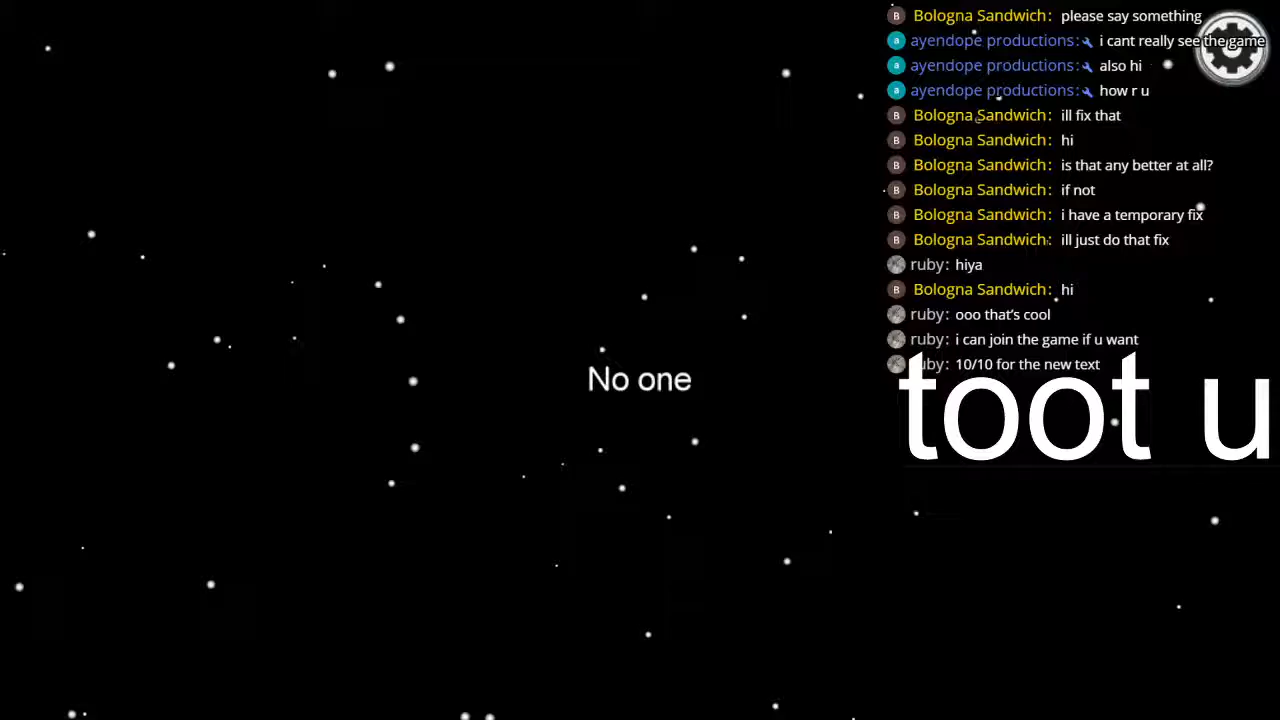 Bologna Sandwich: please say something
ayendope productions: i cant really see the game
ayendope productions: also hi
ayendope productions: how r u
Bologna Sandwich: ill fix that
Bologna Sandwich: hi
Bologna Sandwich: is that any better at all?
Bologna Sandwich: if not
Bologna Sandwich: i have a temporary fix
Bologna Sandwich: ill just do that fix
ruby: hiya
Bologna Sandwich: hi
ruby: ooo that's cool
ruby: i can join the game if u want
ruby: 10/10 for the new text
No one
toot u